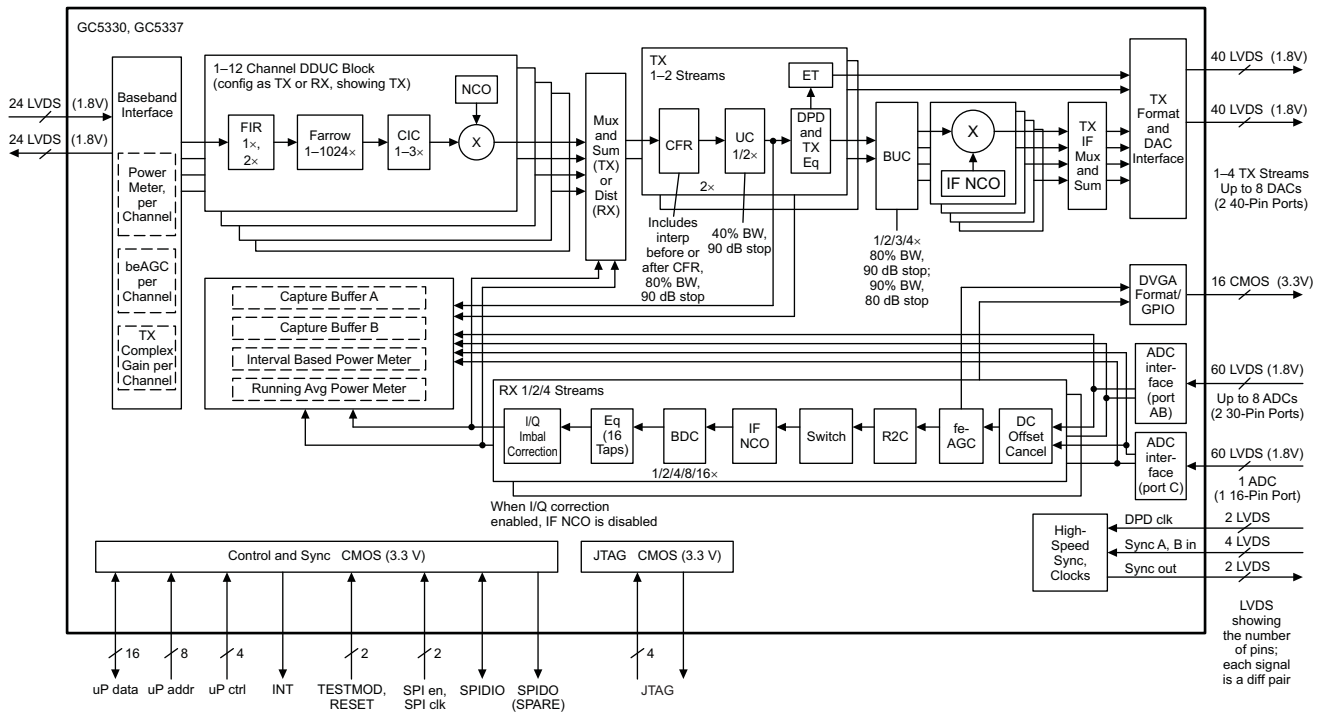 GC5330, GC5337
24 LVDS (1.8V)
24 LVDS (1.8V)
Baseband
Interface
Power
Meter,
per
Channel
beAGC
per
Channel
TX
Complex
Gain per
Channel
1–12 Channel DDUC Block
(config as TX or RX, showing TX)
FIR
1×,
2×
Farrow
1–1024×
CIC
1–3×
NCO
X
Mux
and
Sum
(TX)
or
Dist
(RX)
TX
1–2 Streams
CFR
UC
1/2×
ET
DPD
and
TX
Eq
2×
Includes
interp
before or
after CFR,
80% BW,
90 dB stop
40% BW,
90 dB stop
BUC
1/2/3/4×
80% BW,
90 dB stop;
90% BW,
80 dB stop
X
IF NCO
TX
IF
Mux
and
Sum
TX
Format
and
DAC
Interface
40 LVDS (1.8V)
40 LVDS (1.8V)
1–4 TX Streams
Up to 8 DACs
(2 40-Pin Ports)
DVGA
Format/
GPIO
16 CMOS (3.3V)
Capture Buffer A
Capture Buffer B
Interval Based Power Meter
Running Avg Power Meter
ADC
inter-
face
(port
AB)
60 LVDS (1.8V)
Up to 8 ADCs
(2 30-Pin Ports)
RX 1/2/4 Streams
I/Q
Imbal
Correction
Eq
(16
Taps)
BDC
IF
NCO
Switch
R2C
fe-
AGC
DC
Offset
Cancel
1/2/4/8/16×
When I/Q correction
enabled, IF NCO is disabled
ADC
inter-
face
(port C)
60 LVDS (1.8V)
1 ADC
(1 16-Pin Port)
High-
Speed
Sync,
Clocks
DPD clk
2 LVDS
Sync A, B in
4 LVDS
Sync out
2 LVDS
LVDS
showing
the number
of pins;
each signal
is a diff pair
Control and Sync CMOS (3.3 V)
JTAG CMOS (3.3 V)
16
8
4
2
2
4
uP data
uP addr
uP ctrl
INT
TESTMOD,
RESET
SPI en,
SPI clk
SPIDIO
SPIDO
(SPARE)
JTAG